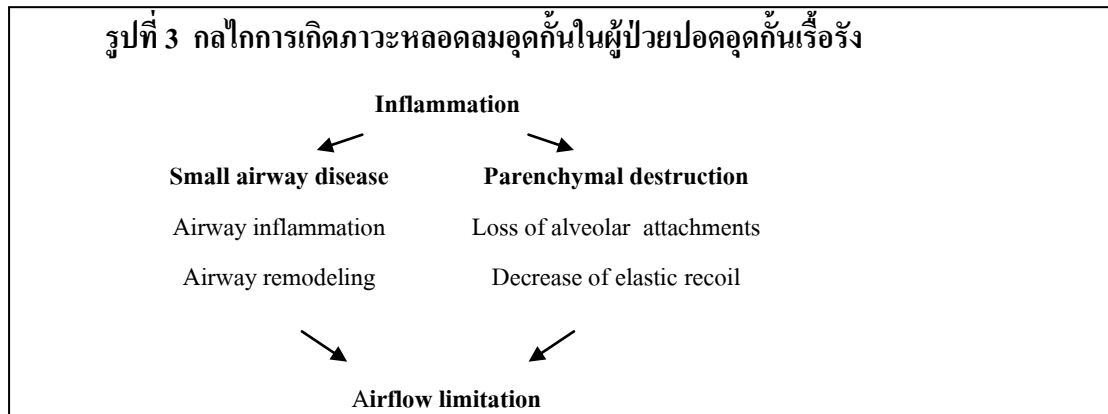 รูปที่ 3 กลไกการเกิดภาวะหลอดลมอุดกั้นในผู้ป่วยปอดอุดกั้นเรื้อรัง
Inflammation
Small airway disease Parenchymal destruction
Airway inflammation Loss of alveolar attachments
Airway remodeling Decrease of elastic recoil
Airflow limitation